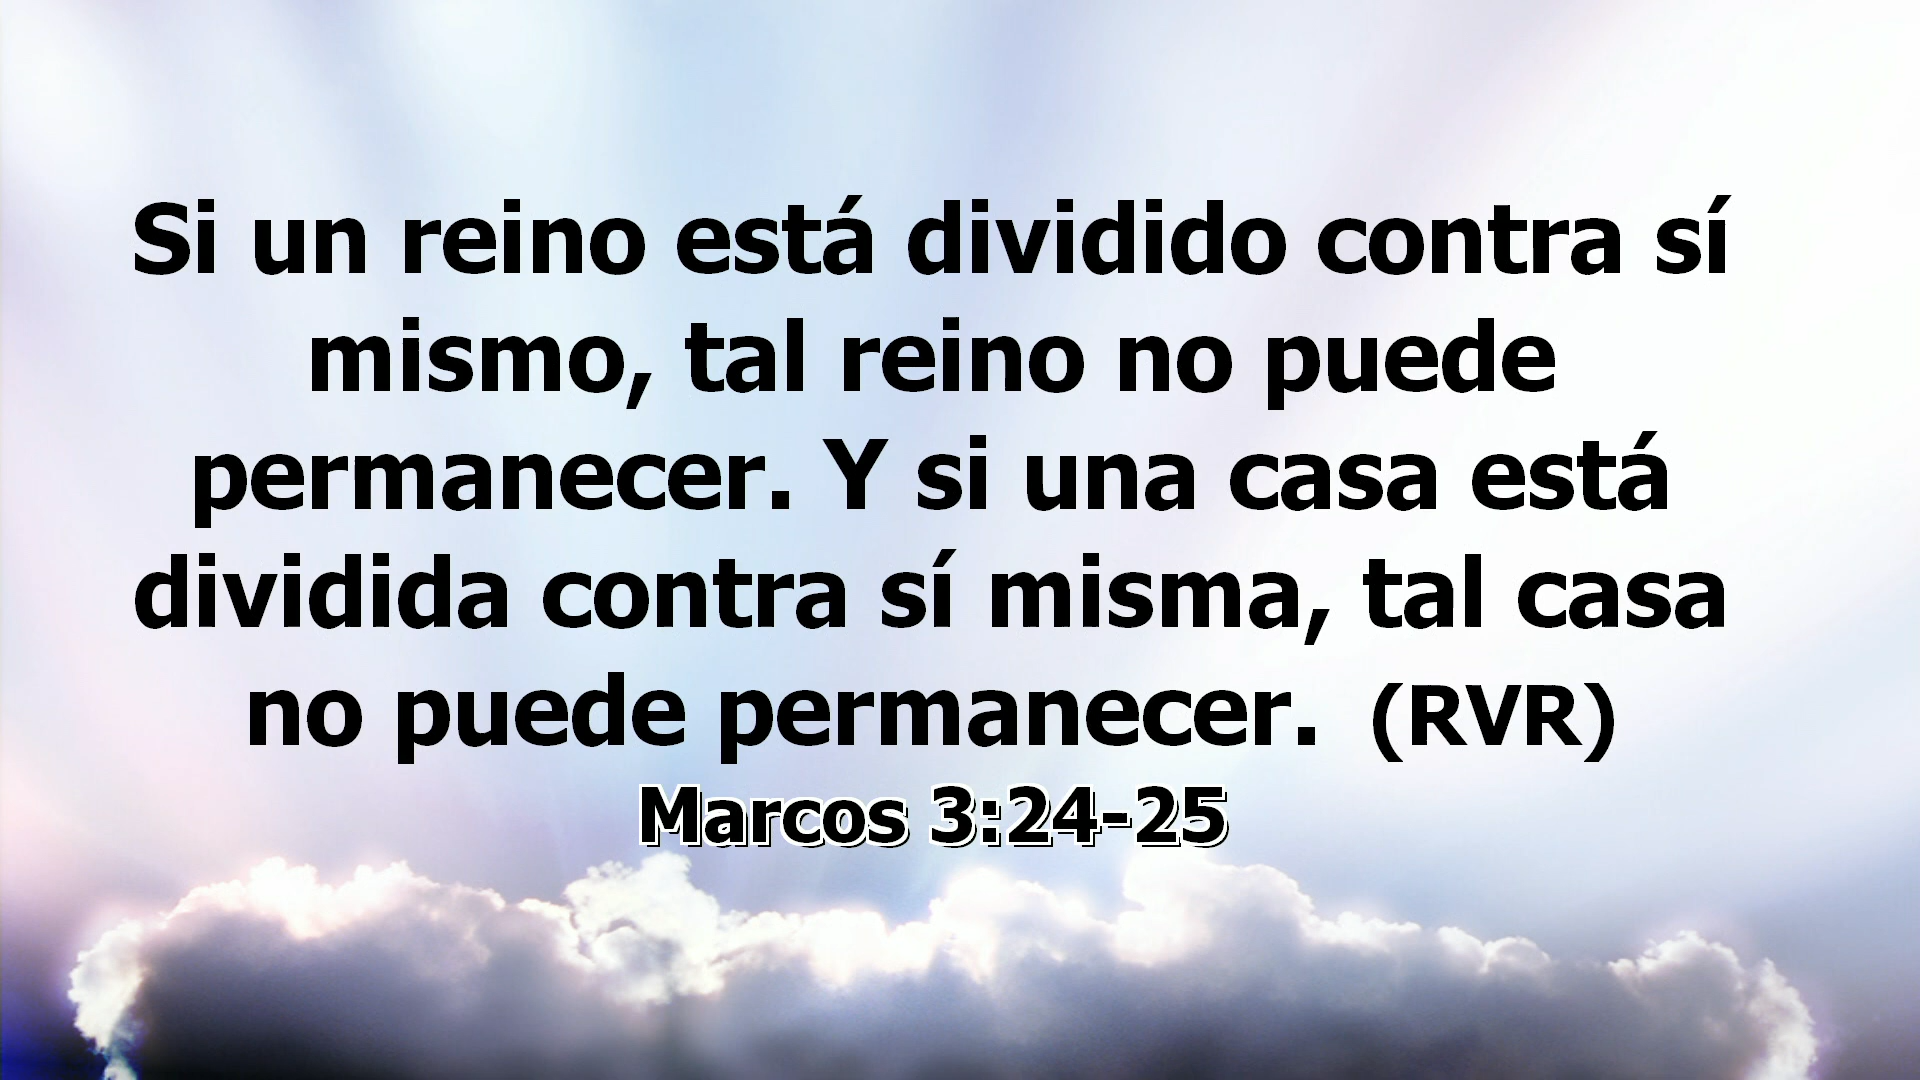 Si un reino está dividido contra sí
mismo, tal reino no puede
permanecer. Y si una casa está
dividida contra sí misma, tal casa
no puede permanecer. (RVR)
Marcos 3:24-25